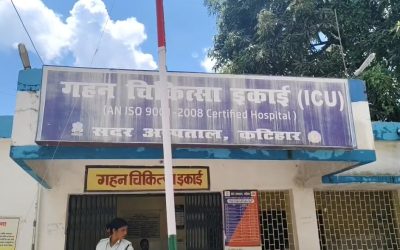 गहन चिकित्सा इकाई (ICU)
(AN ISO 9001-2008 Certified Hospital)
सदर अस्पताल, कटिहार
गहन चिकित्सा इकाई